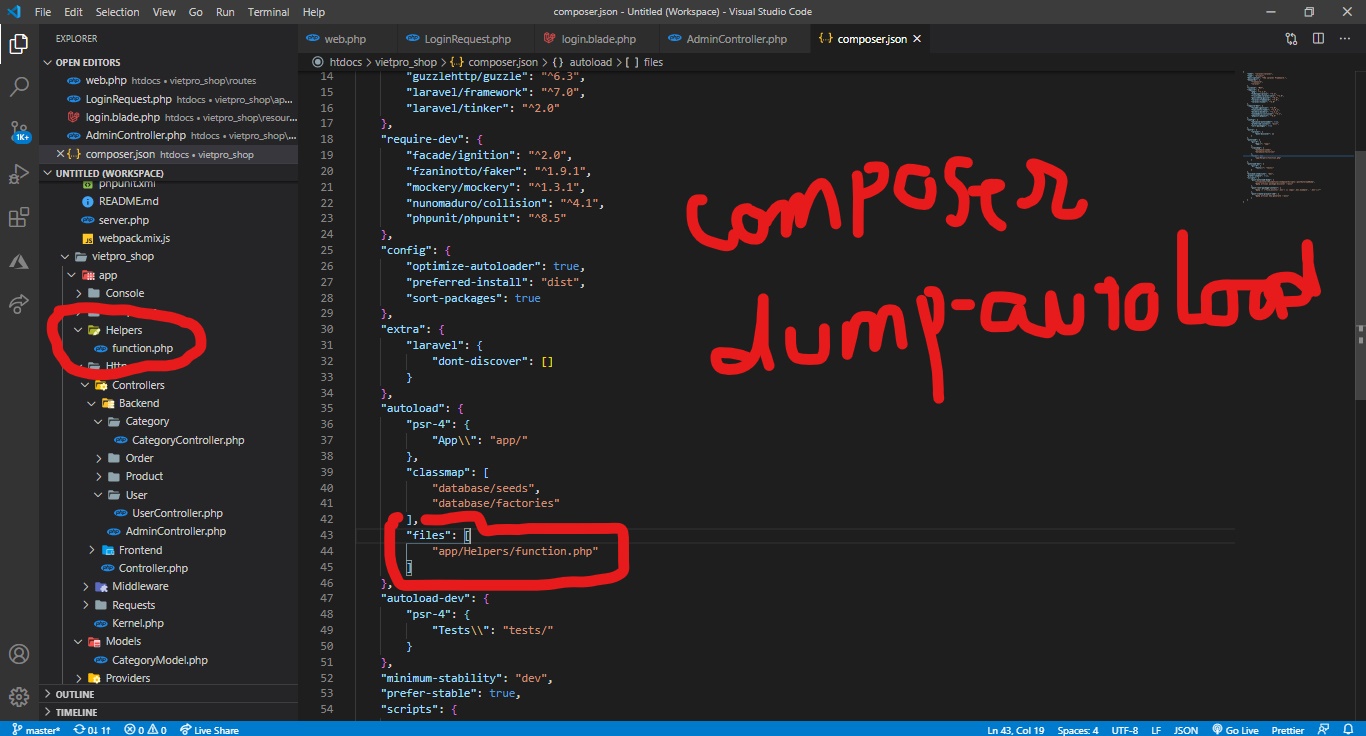 File Edit Selection View Go Run Terminal Help
composer.json - Untitled (Workspace) - Visual Studio Code
EXPLORER
OPEN EDITORS
web.php htdocs • vietpro_shop\routes
LoginRequest.php htdocs • vietpro_shop\ap...
login.blade.php htdocs • vietpro_shop\resour...
AdminController.php htdocs • vietpro_shop\...
composer.json htdocs • vietpro_shop
UNTITLED (WORKSPACE)
phpunit.xml
README.md
server.php
webpack.mix.js
vietpro_shop
app
Console
Helpers
function.php
Http
Controllers
Backend
Category
CategoryController.php
Order
Product
User
UserController.php
AdminController.php
Frontend
Controller.php
Middleware
Requests
Kernel.php
Models
CategoryModel.php
Providers
OUTLINE
TIMELINE
1K+
web.php LoginRequest.php login.blade.php AdminController.php {..} composer.json
htdocs > vietpro_shop > {..} composer.json > {} autoload > [ ] files
14 "guzzlehttp/guzzle": "^6.3",
15 "laravel/framework": "^7.0",
16 "laravel/tinker": "^2.0"
17 },
18 "require-dev": {
19 "facade/ignition": "^2.0",
20 "fzaninotto/faker": "^1.9.1",
21 "mockery/mockery": "^1.3.1",
22 "nunomaduro/collision": "^4.1",
23 "phpunit/phpunit": "^8.5"
24 },
25 "config": {
26 "optimize-autoloader": true,
27 "preferred-install": "dist",
28 "sort-packages": true
29 },
30 "extra": {
31 "laravel": {
32 "dont-discover": []
33 }
34 },
35 "autoload": {
36 "psr-4": {
37 "App\\": "app/"
38 },
39 "classmap": [
40 "database/seeds",
41 "database/factories"
42 ],
43 "files": [
44 "app/Helpers/function.php"
45 ]
46 },
47 "autoload-dev": {
48 "psr-4": {
49 "Tests\\": "tests/"
50 }
51 },
52 "minimum-stability": "dev",
53 "prefer-stable": true,
54 "scripts": {
composer
dump-autoload
master* 0↓ 1↑ 0 0 Live Share
Ln 43, Col 19 Spaces: 4 UTF-8 LF JSON Go Live Prettier